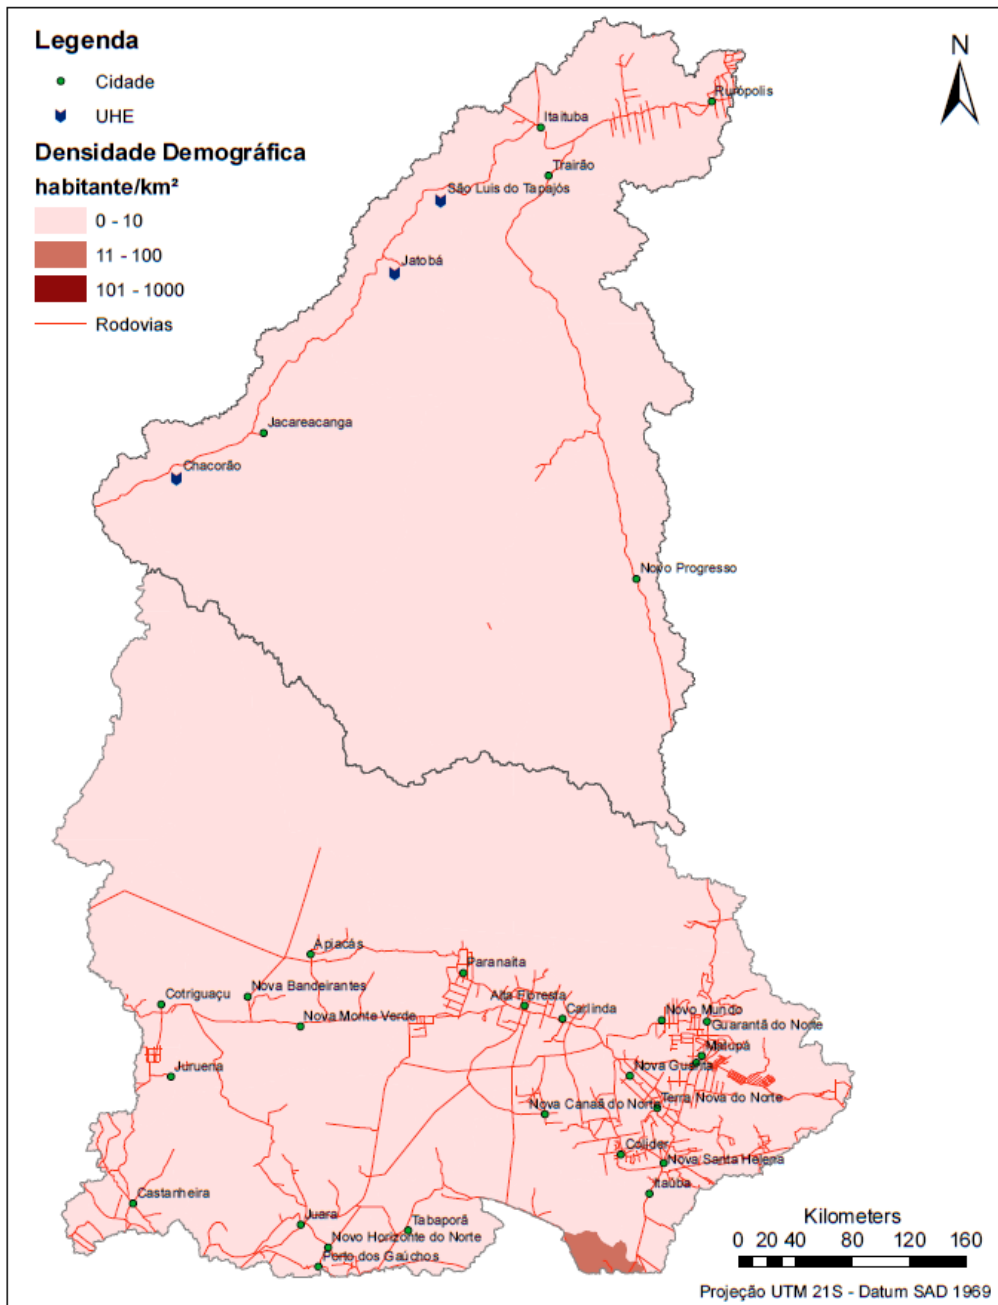 Legenda
Cidade
UHE
Densidade Demográfica
habitante/km²
0 - 10
11 - 100
101 - 1000
Rodovias
N
Rurópolis
Itaituba
Trairão
São Luis do Tapajós
Jatobá
Jacareacanga
Chacorão
Novo Progresso
Apiacás
Paranaíta
Nova Bandeirantes
Cotriguaçu
Alta Floresta
Carlinda
Nova Monte Verde
Novo Mundo
Guarantã do Norte
Matupá
Nova Guarita
Juruena
Terra Nova do Norte
Nova Canaã do Norte
Colíder
Nova Santa Helena
Itaúba
Castanheira
Juara
Tabaporã
Novo Horizonte do Norte
Porto dos Gaúchos
Kilometers
0 20 40 80 120 160
Projeção UTM 21S - Datum SAD 1969